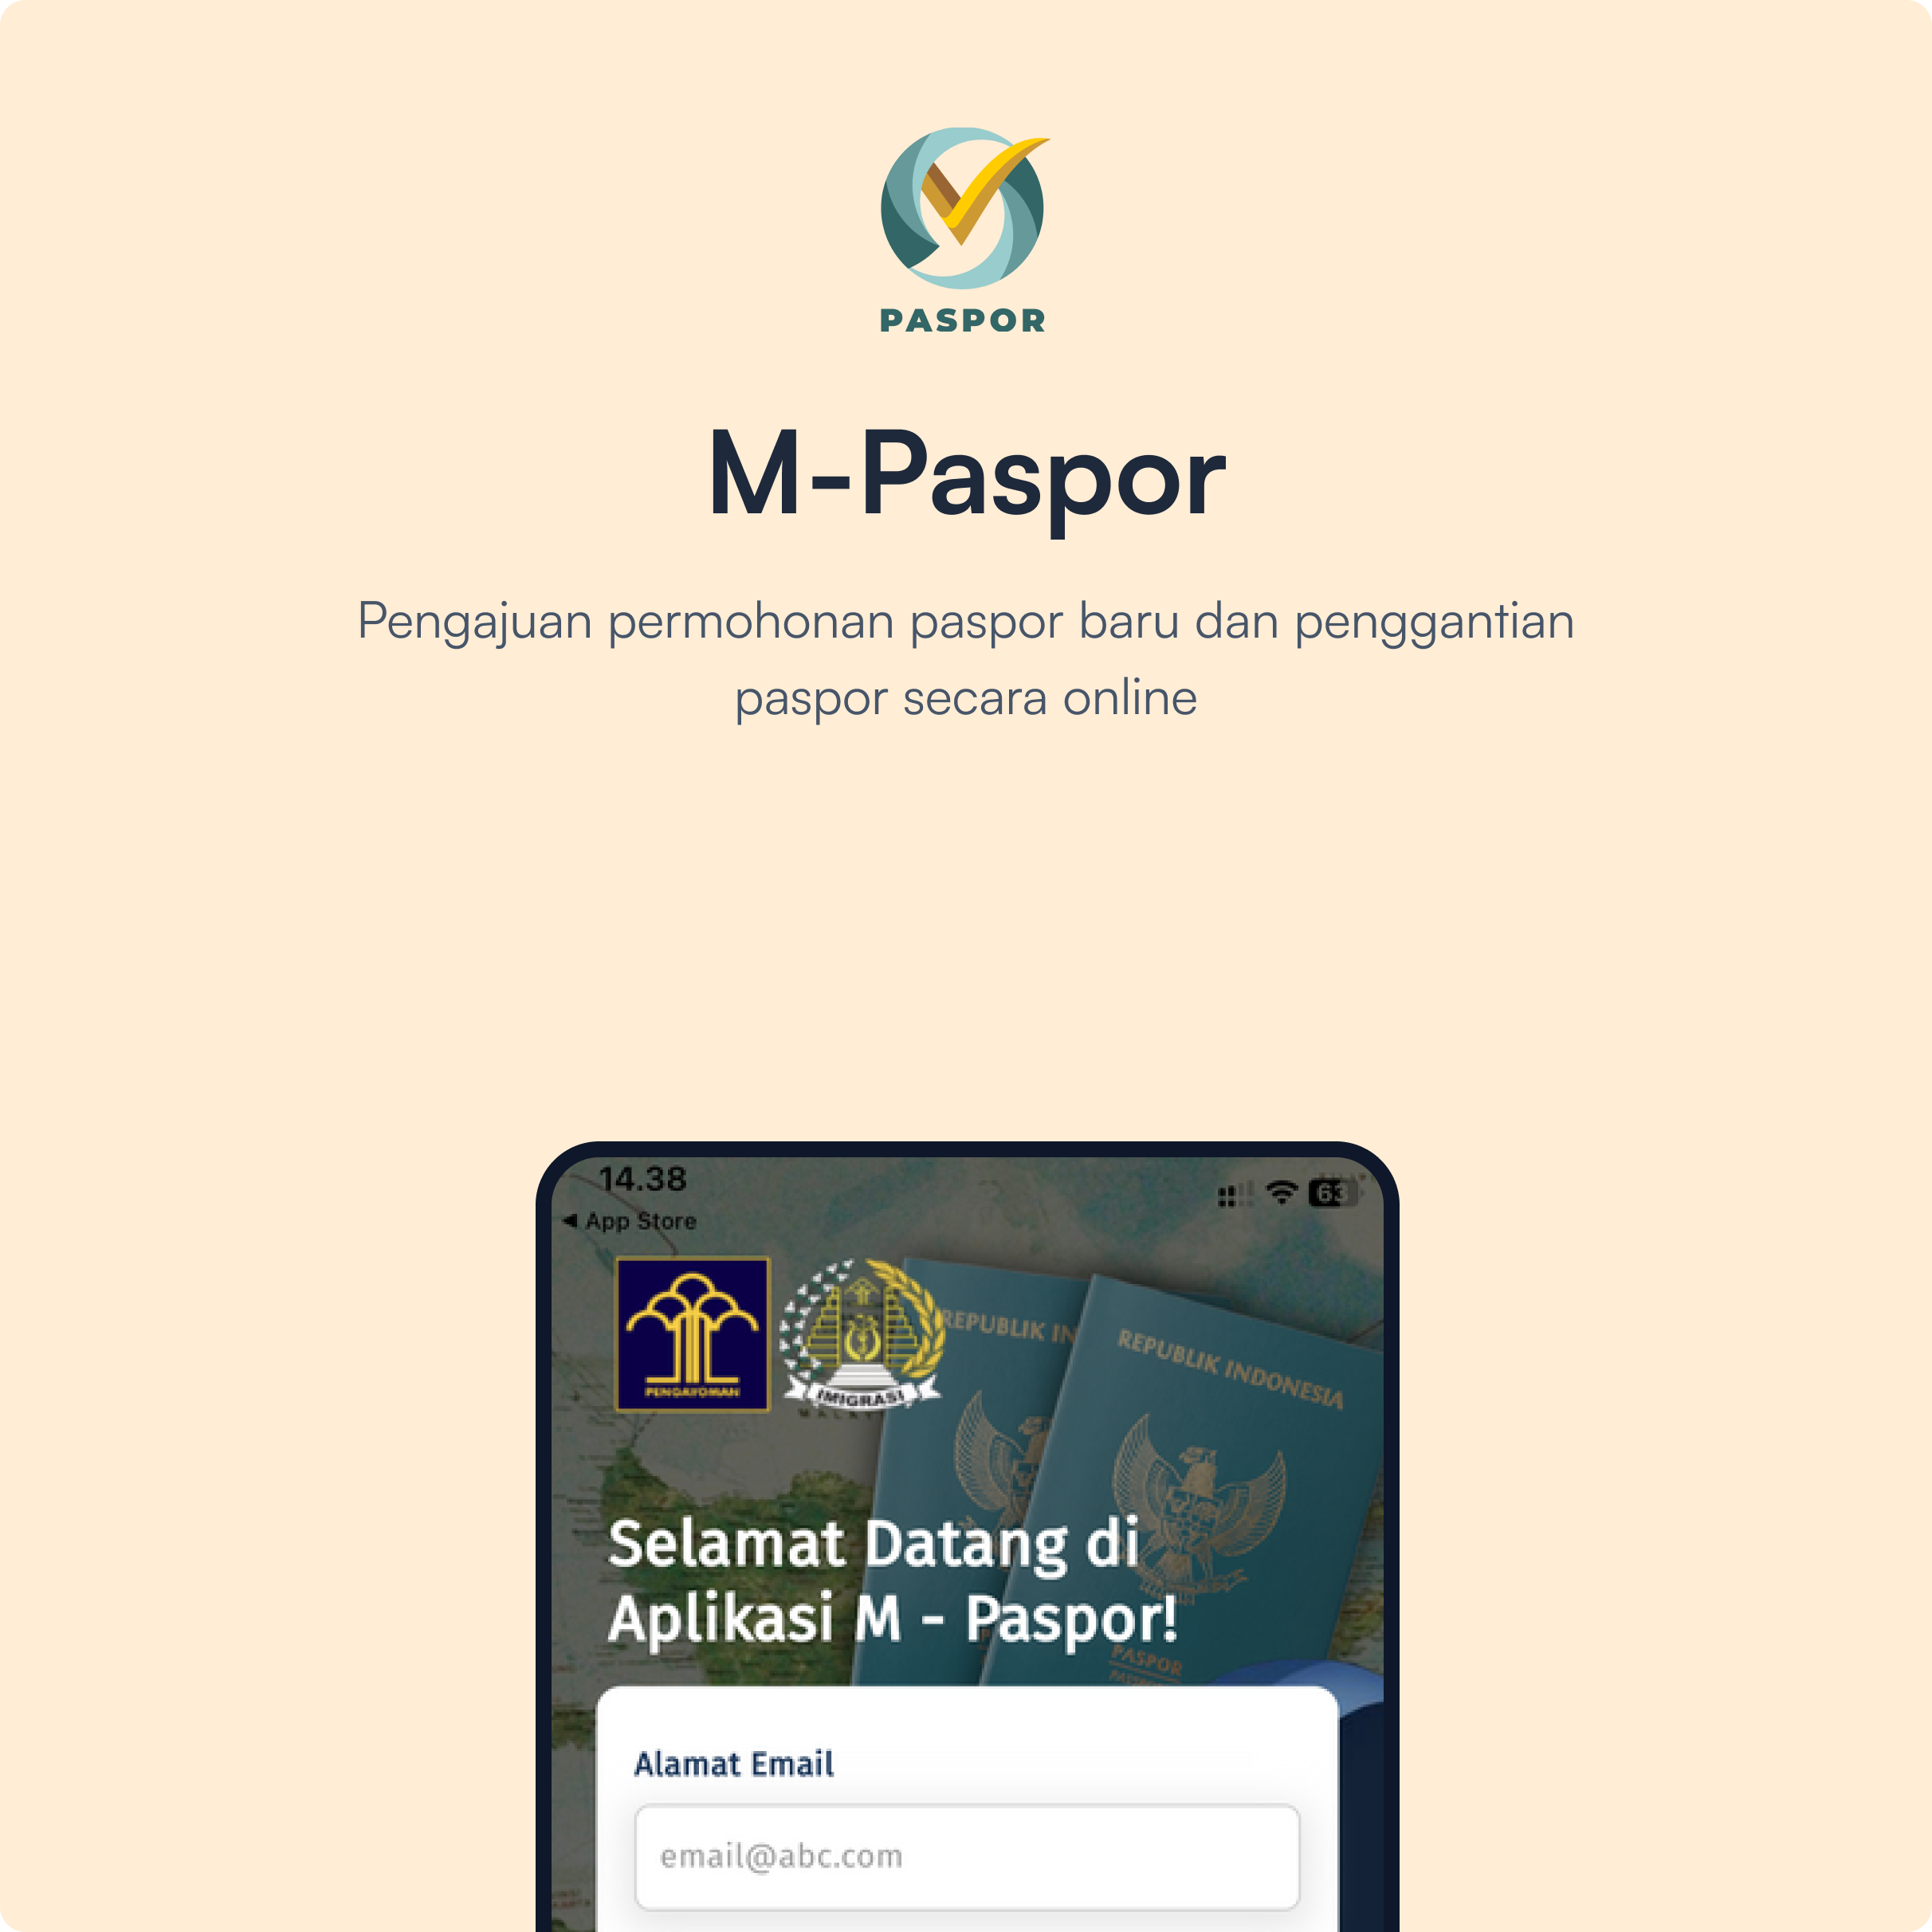 PASPOR
M-Paspor
Pengajuan permohonan paspor baru dan penggantian
paspor secara online
14.38
63
◀ App Store
PENGAYOMAN
IMIGRASI
REPUBLIK IN
REPUBLIK INDONESIA
Selamat Datang di
Aplikasi M - Paspor!
PASPOR
Alamat Email
email@abc.com